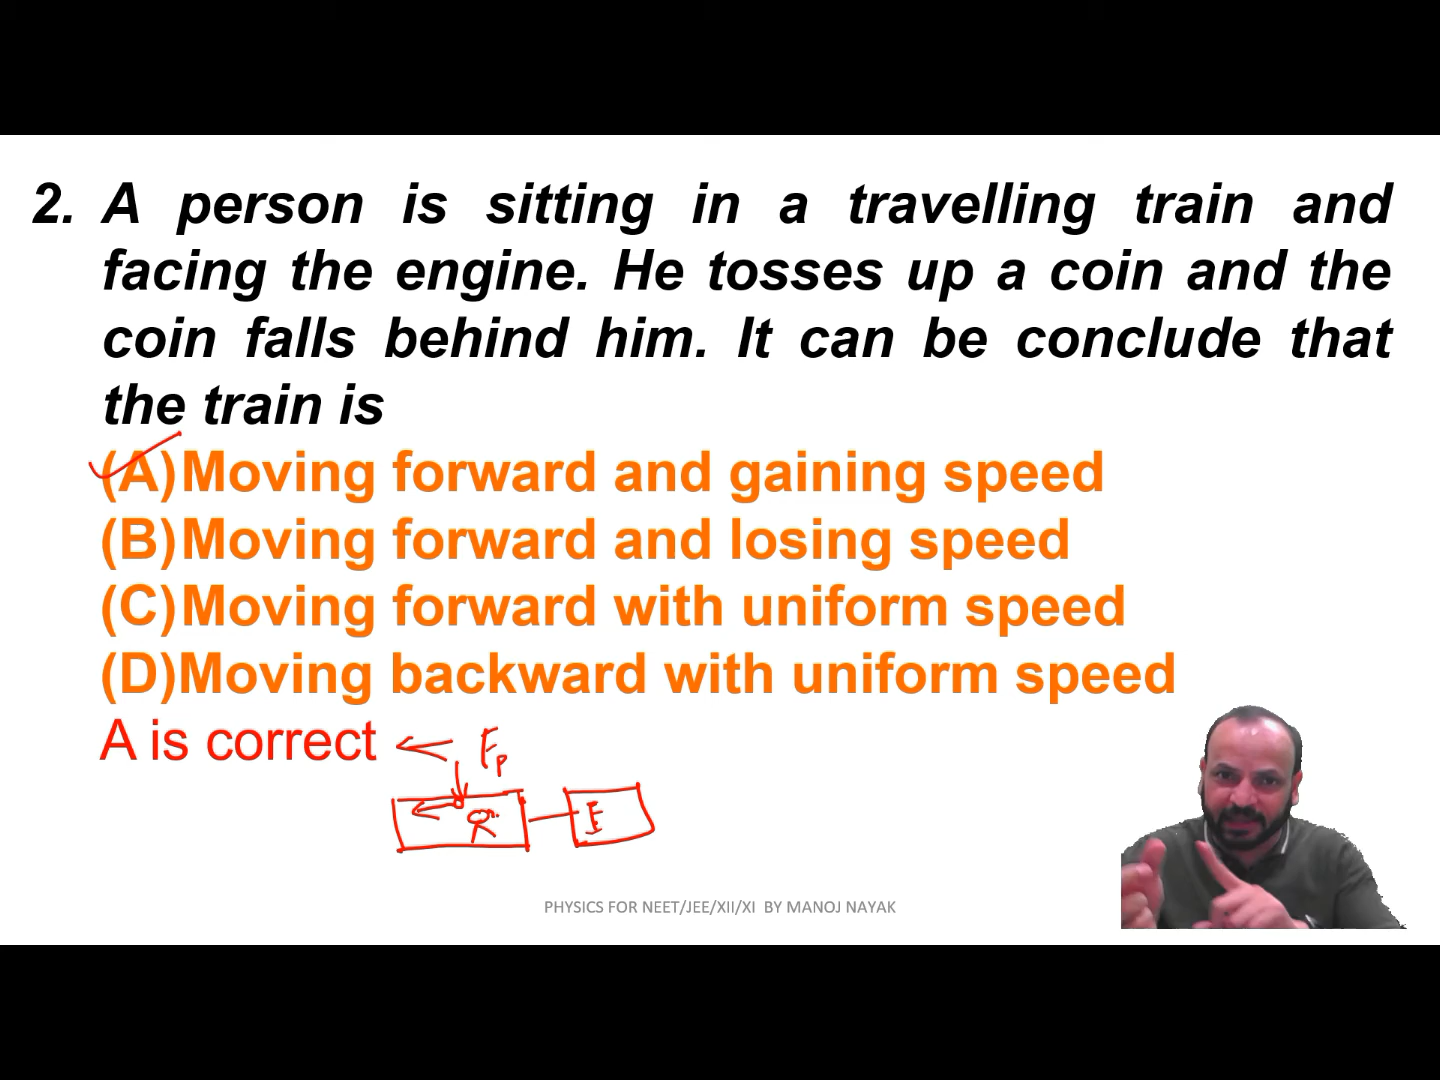 2. A person is sitting in a travelling train and
facing the engine. He tosses up a coin and the
coin falls behind him. It can be conclude that
the train is
(A)Moving forward and gaining speed
(B)Moving forward and losing speed
(C)Moving forward with uniform speed
(D)Moving backward with uniform speed
A is correct
Fp
E
PHYSICS FOR NEET/JEE/XII/XI BY MANOJ NAYAK